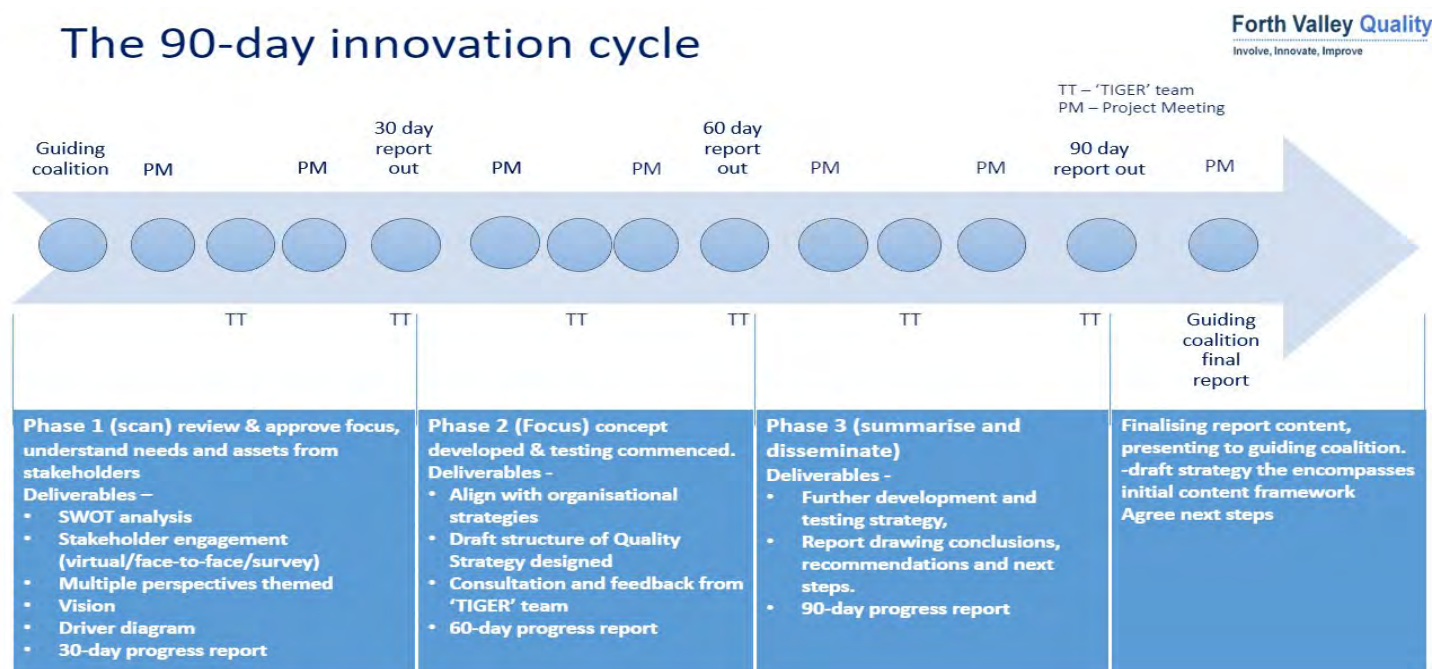 The 90-day innovation cycle
Forth Valley Quality
Involve, Innovate, Improve
TT – ‘TIGER’ team
PM – Project Meeting
Guiding
coalition
PM
PM
30 day
report
out
PM
PM
60 day
report
out
PM
PM
90 day
report out
PM
TT
TT
TT
TT
TT
TT
Guiding
coalition
final
report
Phase 1 (scan) review & approve focus,
understand needs and assets from
stakeholders
Deliverables –
• SWOT analysis
• Stakeholder engagement
(virtual/face-to-face/survey)
• Multiple perspectives themed
• Vision
• Driver diagram
• 30-day progress report
Phase 2 (Focus) concept
developed & testing commenced.
Deliverables -
• Align with organisational
strategies
• Draft structure of Quality
Strategy designed
• Consultation and feedback from
‘TIGER’ team
• 60-day progress report
Phase 3 (summarise and
disseminate)
Deliverables -
• Further development and
testing strategy,
• Report drawing conclusions,
recommendations and next
steps.
• 90-day progress report
Finalising report content,
presenting to guiding coalition.
-draft strategy the encompasses
initial content framework
Agree next steps